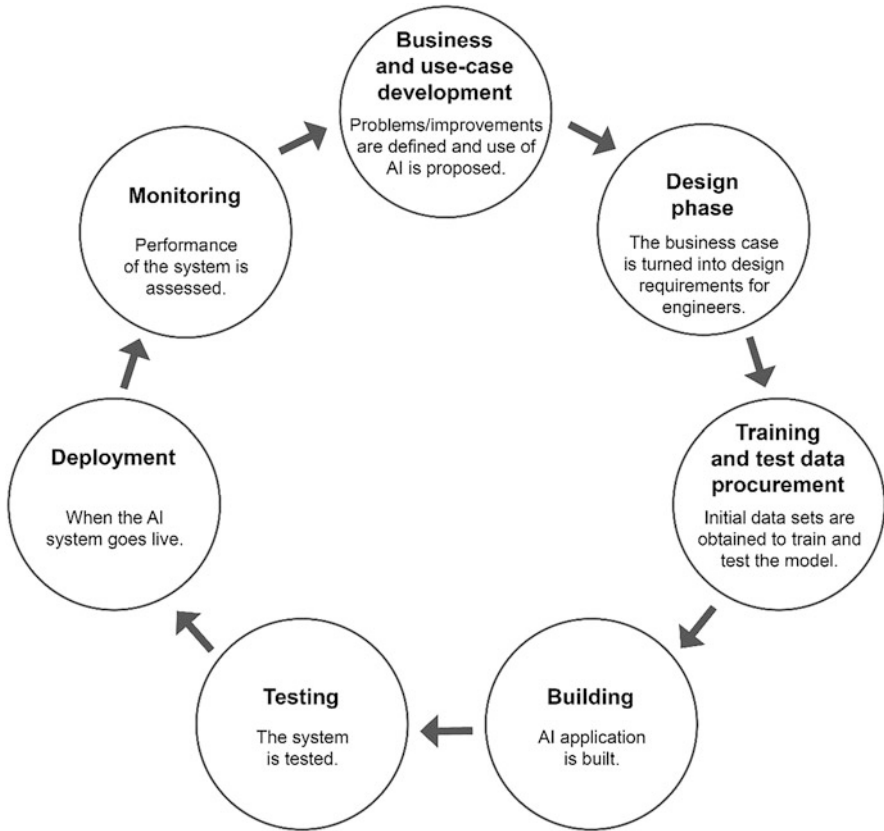 Business
and use-case
development
Problems/improvements
are defined and use of
AI is proposed.
Design
phase
The business case
is turned into design
requirements for
engineers.
Training
and test data
procurement
Initial data sets are
obtained to train and
test the model.
Building
AI application
is built.
Testing
The system
is tested.
Deployment
When the AI
system goes live.
Monitoring
Performance
of the system is
assessed.